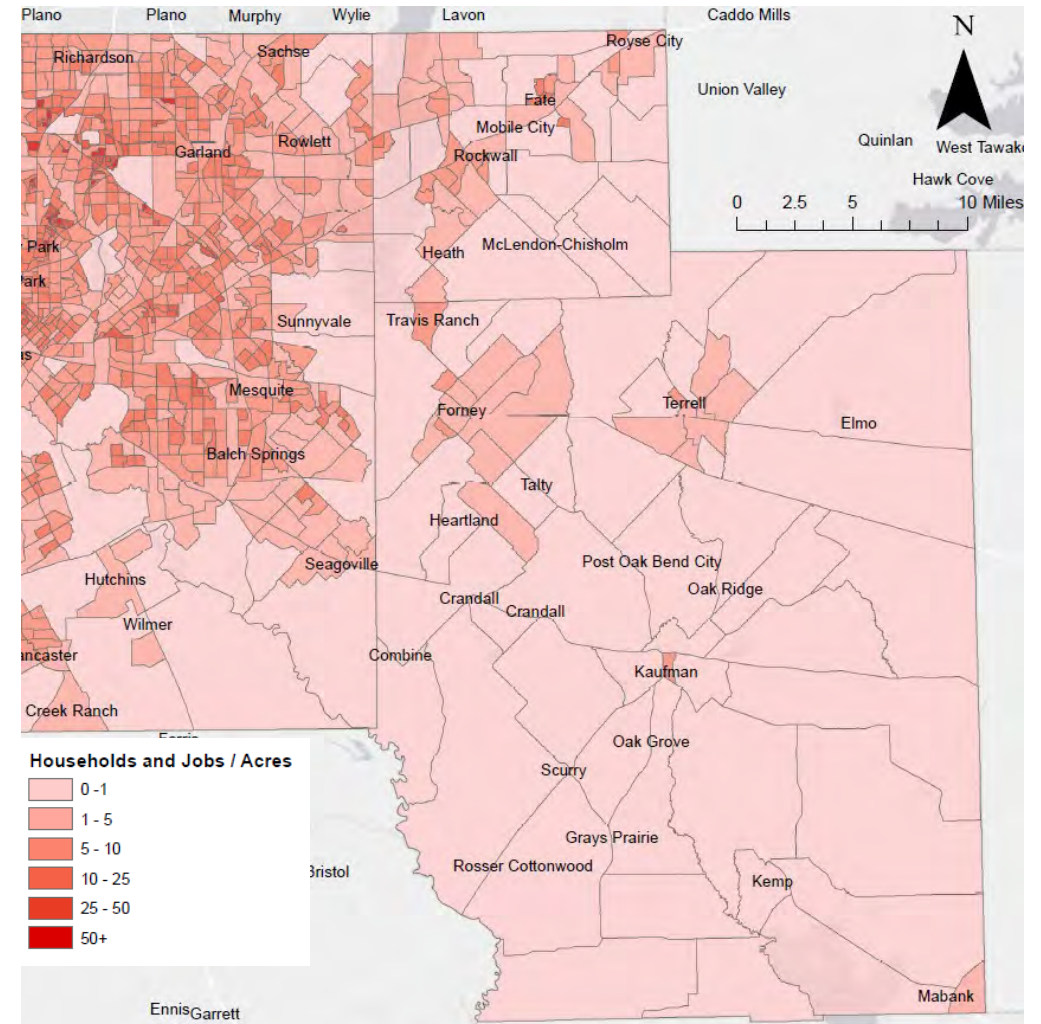 Plano
Plano
Murphy
Wylie
Lavon
Caddo Mills
N
Richardson
Sachse
Royse City
Union Valley
Fate
Mobile City
Rowlett
Garland
Rockwall
Quinlan
West Tawako
Hawk Cove
0 2.5 5 10 Miles
Park
Heath
McLendon-Chisholm
Park
Sunnyvale
Travis Ranch
Mesquite
Forney
Terrell
Elmo
Balch Springs
Talty
Heartland
Seagoville
Post Oak Bend City
Hutchins
Oak Ridge
Crandall
Crandall
Wilmer
ancaster
Combine
Kaufman
Creek Ranch
Oak Grove
Households and Jobs / Acres
0 -1
1 - 5
5 - 10
10 - 25
25 - 50
50+
Scurry
Grays Prairie
Rosser Cottonwood
Bristol
Kemp
Mabank
Ennis
Garrett